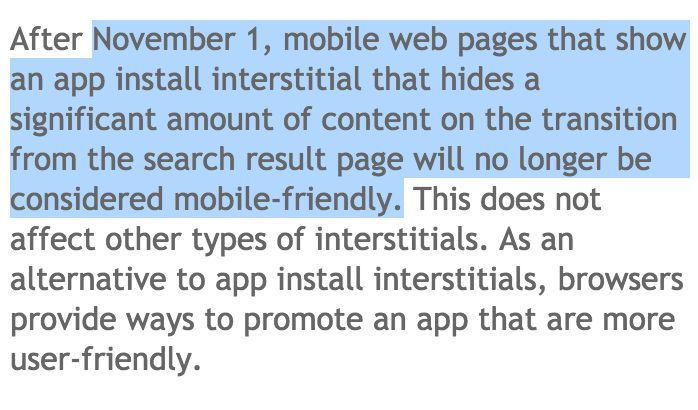 After November 1, mobile web pages that show
an app install interstitial that hides a
significant amount of content on the transition
from the search result page will no longer be
considered mobile-friendly. This does not
affect other types of interstitials. As an
alternative to app install interstitials, browsers
provide ways to promote an app that are more
user-friendly.